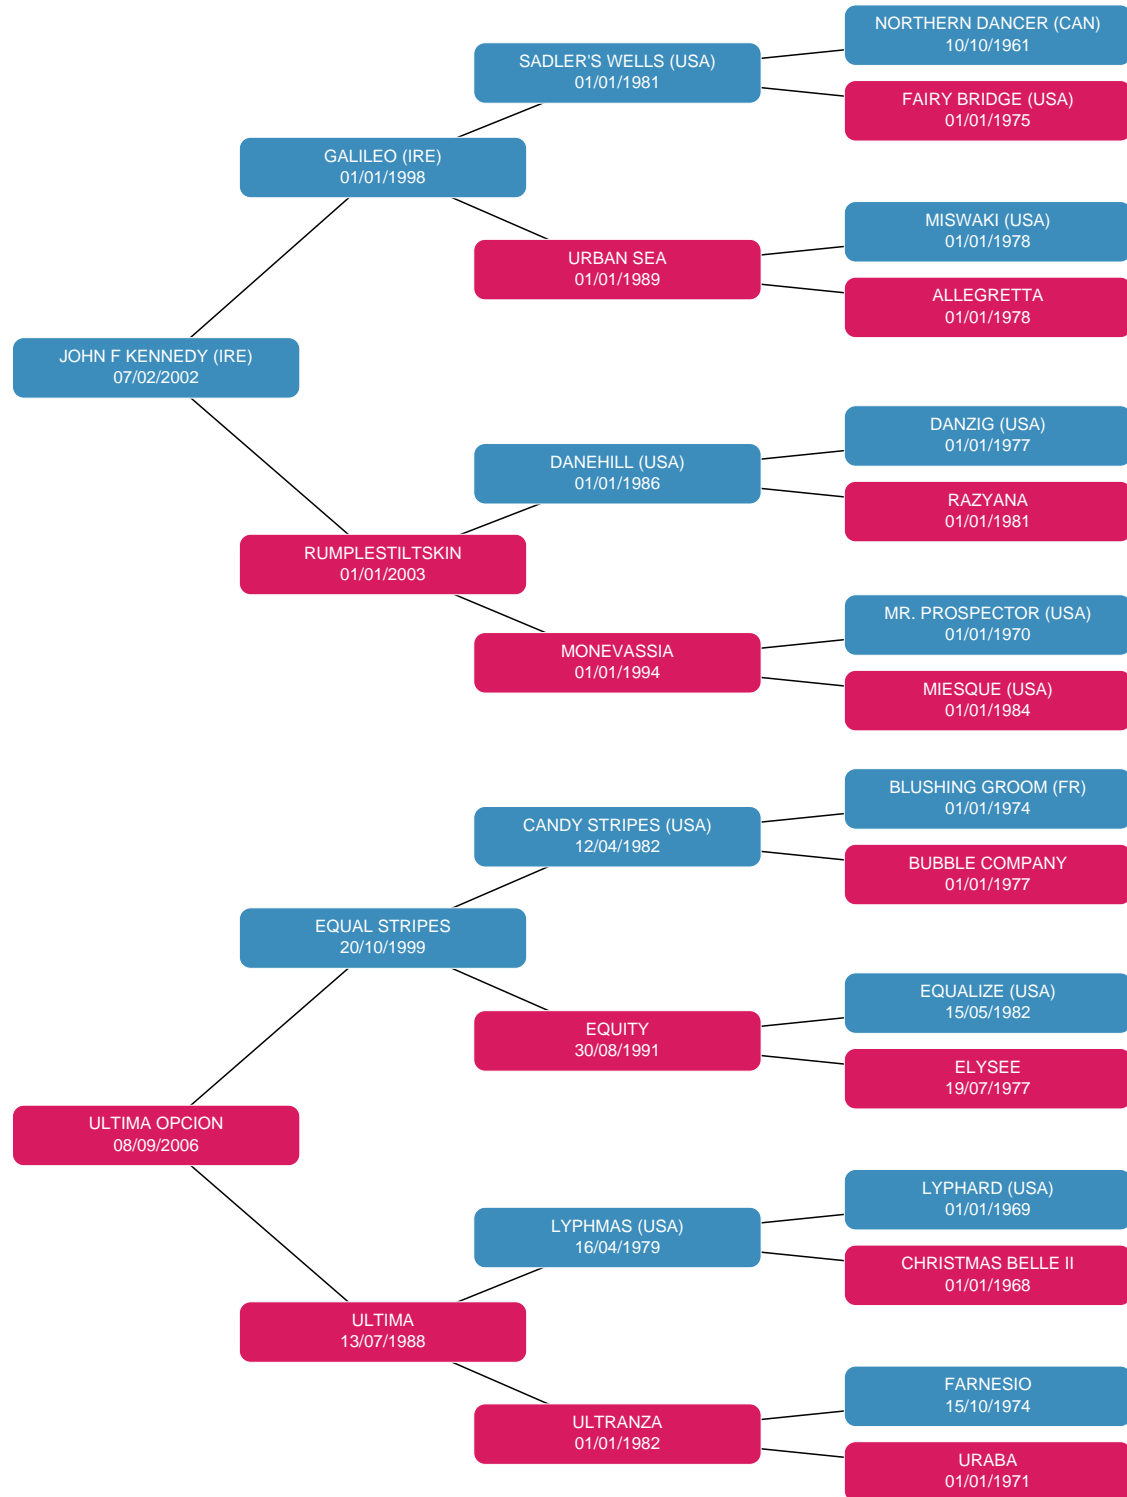 NORTHERN DANCER (CAN)
10/10/1961
SADLER'S WELLS (USA)
01/01/1981
FAIRY BRIDGE (USA)
01/01/1975
GALILEO (IRE)
01/01/1998
MISWAKI (USA)
01/01/1978
URBAN SEA
01/01/1989
ALLEGRETTA
01/01/1978
JOHN F KENNEDY (IRE)
07/02/2002
DANZIG (USA)
01/01/1977
DANEHILL (USA)
01/01/1986
RAZYANA
01/01/1981
RUMPLESTILTSKIN
01/01/2003
MR. PROSPECTOR (USA)
01/01/1970
MONEVASSIA
01/01/1994
MIESQUE (USA)
01/01/1984
BLUSHING GROOM (FR)
01/01/1974
CANDY STRIPES (USA)
12/04/1982
BUBBLE COMPANY
01/01/1977
EQUAL STRIPES
20/10/1999
EQUALIZE (USA)
15/05/1982
EQUITY
30/08/1991
ELYSEE
19/07/1977
ULTIMA OPCION
08/09/2006
LYPHARD (USA)
01/01/1969
LYPHMAS (USA)
16/04/1979
CHRISTMAS BELLE II
01/01/1968
ULTIMA
13/07/1988
FARNESIO
15/10/1974
ULTRANZA
01/01/1982
URABA
01/01/1971